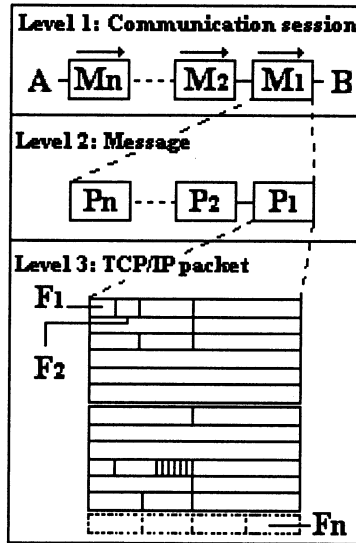 Level 1: Communication session
A Mn M2 M1 B
Level 2: Message
Pn P2 P1
Level 3: TCP/IP packet
F1
F2
Fn